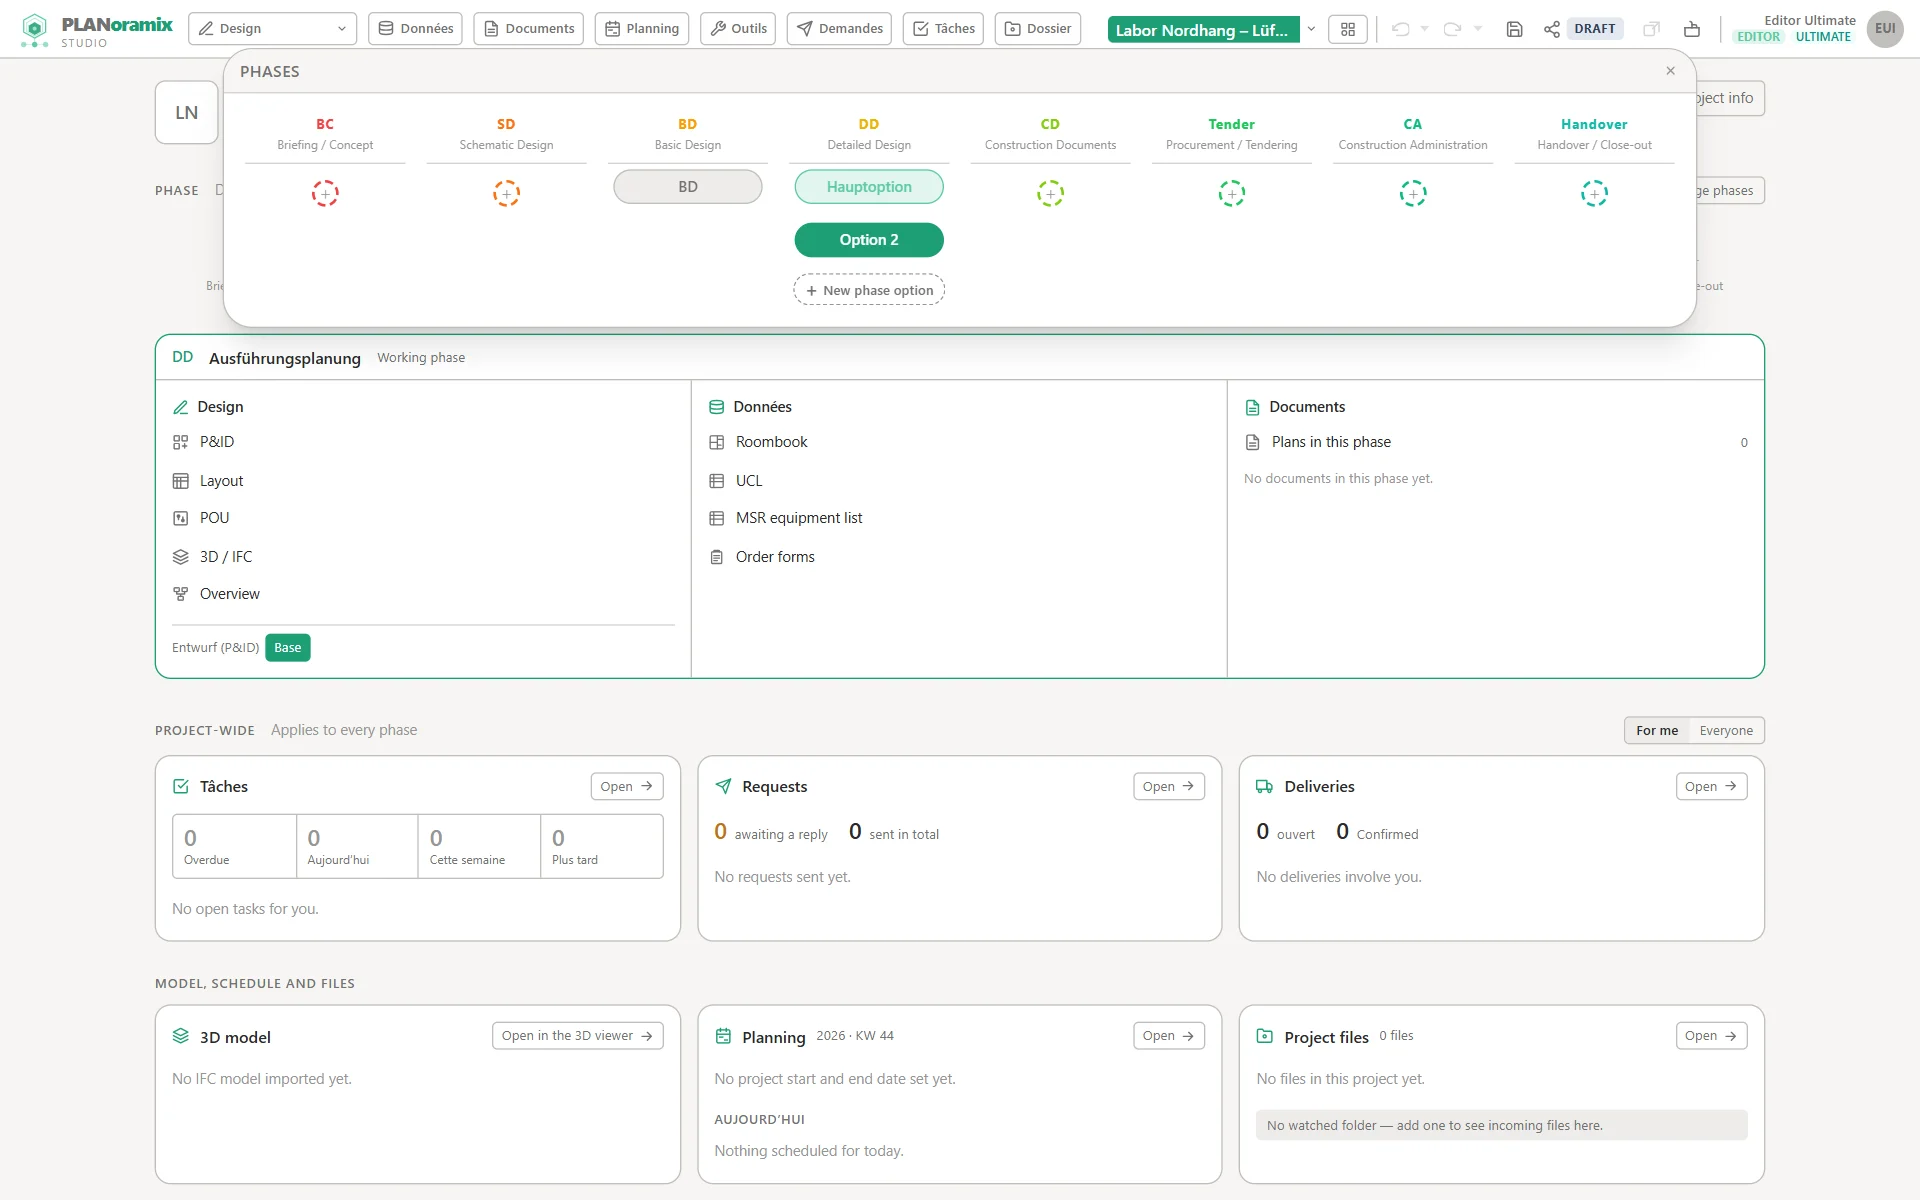 PLANoramix
STUDIO
Design
Données
Documents
Planning
Outils
Demandes
Tâches
Dossier
Labor Nordhang – Lüf...
DRAFT
Editor Ultimate
EDITOR ULTIMATE
EUI
PHASES
LN
ject info
BC
Briefing / Concept
SD
Schematic Design
BD
Basic Design
DD
Detailed Design
CD
Construction Documents
Tender
Procurement / Tendering
CA
Construction Administration
Handover
Handover / Close-out
PHASE
BD
Hauptoption
ge phases
Option 2
New phase option
Brie
e-out
DD Ausführungsplanung Working phase
Design
P&ID
Layout
POU
3D / IFC
Overview
Entwurf (P&ID) Base
Données
Roombook
UCL
MSR equipment list
Order forms
Documents
Plans in this phase 0
No documents in this phase yet.
PROJECT-WIDE Applies to every phase
For me Everyone
Tâches Open
0 Overdue
0 Aujourd'hui
0 Cette semaine
0 Plus tard
No open tasks for you.
Requests Open
0 awaiting a reply 0 sent in total
No requests sent yet.
Deliveries Open
0 ouvert 0 Confirmed
No deliveries involve you.
MODEL, SCHEDULE AND FILES
3D model Open in the 3D viewer
No IFC model imported yet.
Planning 2026 · KW 44 Open
No project start and end date set yet.
AUJOURD'HUI
Nothing scheduled for today.
Project files 0 files Open
No files in this project yet.
No watched folder — add one to see incoming files here.